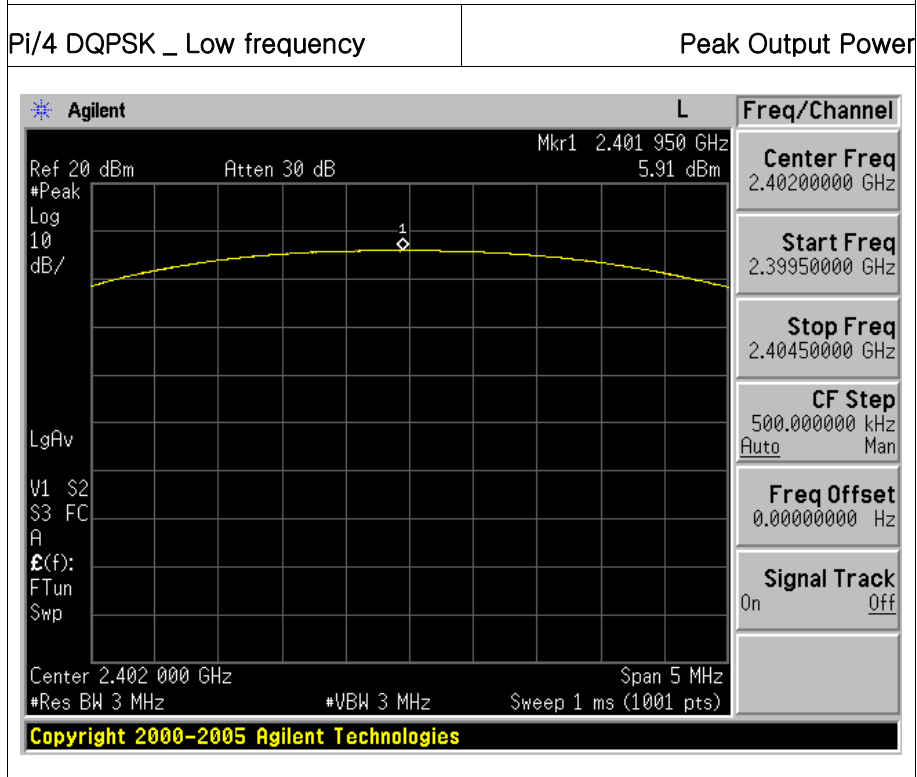 Pi/4 DQPSK _ Low frequency
Peak Output Power
Agilent
L
Freq/Channel
Mkr1 2.401 950 GHz
Ref 20 dBm Atten 30 dB 5.91 dBm
#Peak
Log
10
dB/
1
LgAv
V1 S2
S3 FC
A
£(f):
FTun
Swp
Center 2.402 000 GHz Span 5 MHz
#Res BW 3 MHz #VBW 3 MHz Sweep 1 ms (1001 pts)
Center Freq
2.40200000 GHz
Start Freq
2.39950000 GHz
Stop Freq
2.40450000 GHz
CF Step
500.000000 kHz
Auto Man
Freq Offset
0.00000000 Hz
Signal Track
On Off
Copyright 2000-2005 Agilent Technologies